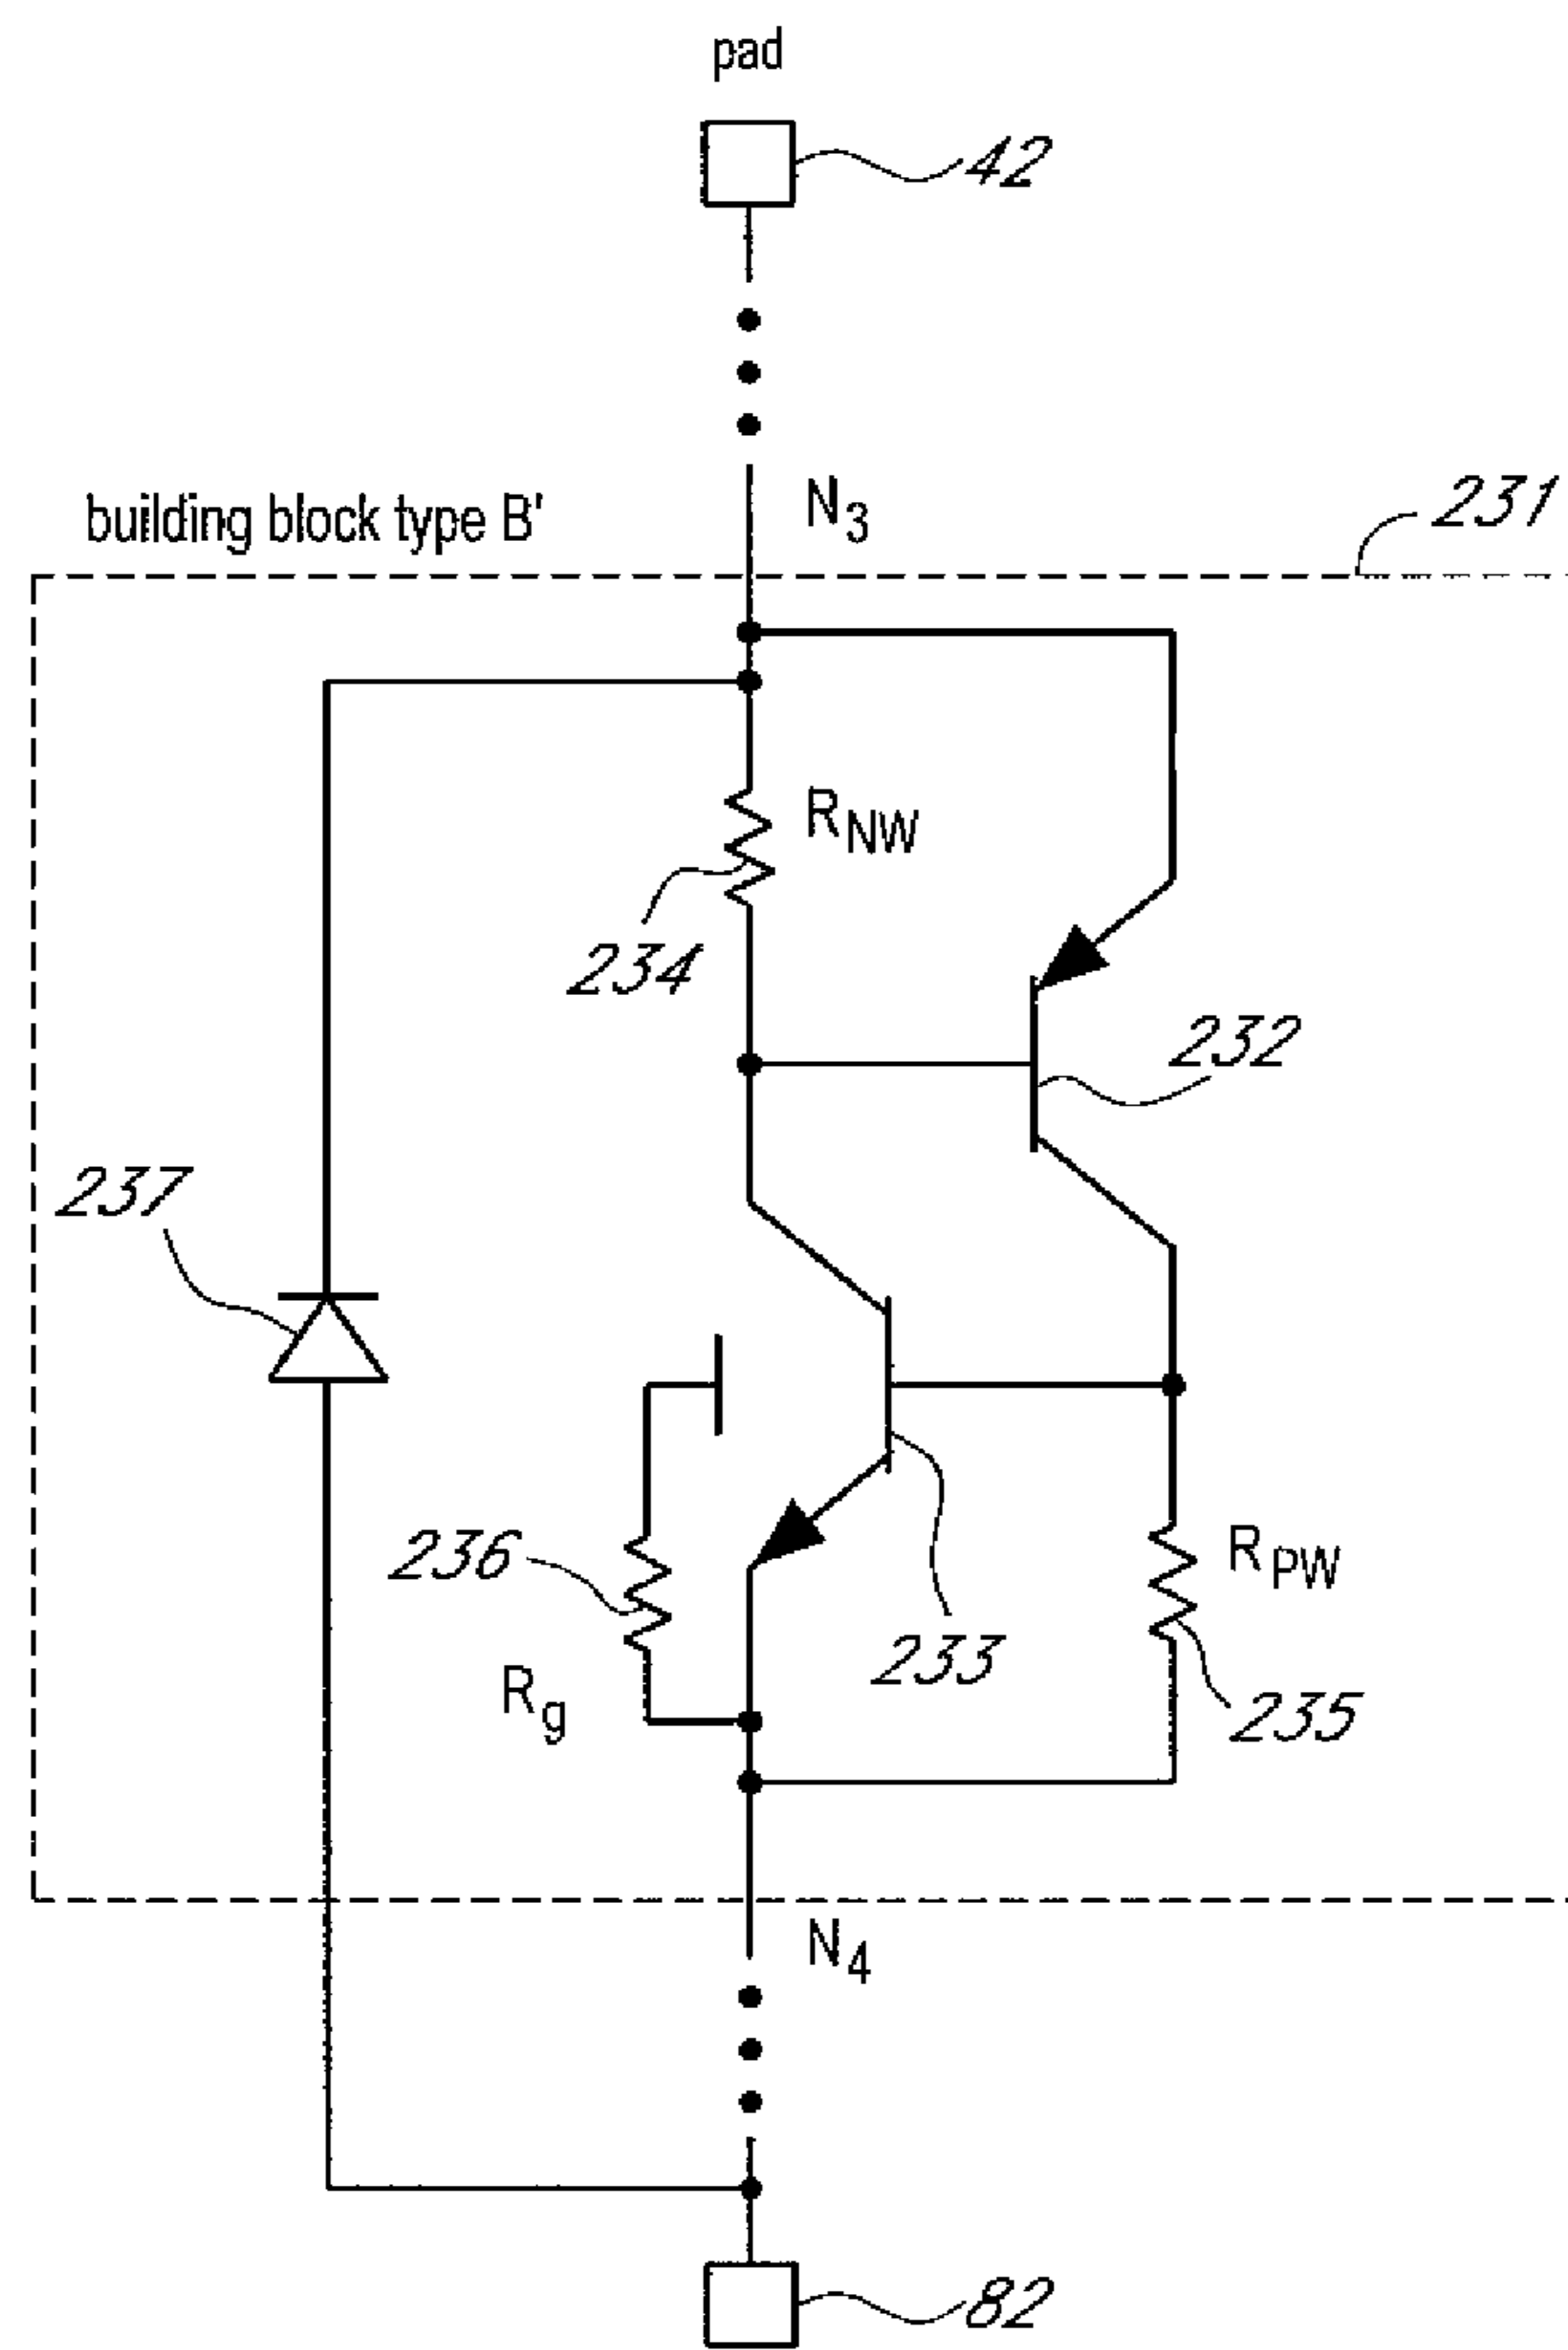 pad
42
N3
building block type B'
231
RNW
234
232
237
236
RPW
Rg
233
235
N4
82